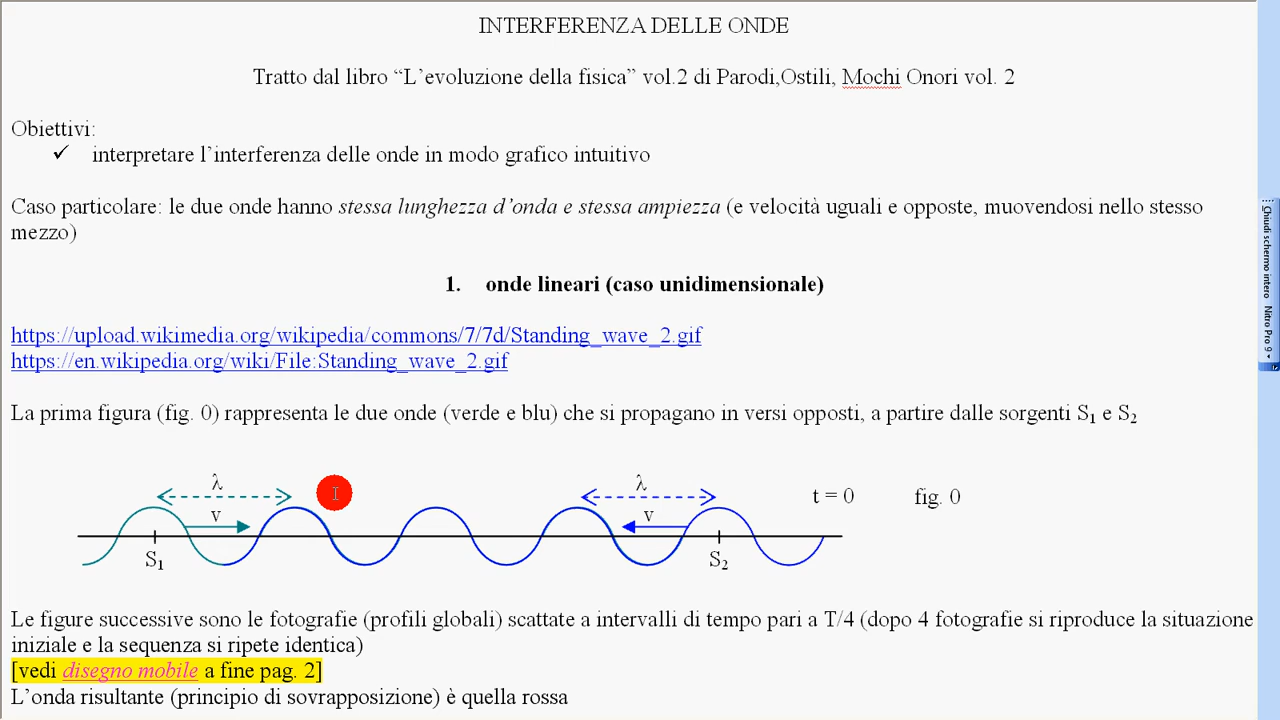 INTERFERENZA DELLE ONDE
Tratto dal libro “L’evoluzione della fisica” vol.2 di Parodi,Ostili, Mochi Onori vol. 2
Obiettivi:
✓ interpretare l’interferenza delle onde in modo grafico intuitivo
Caso particolare: le due onde hanno stessa lunghezza d’onda e stessa ampiezza (e velocità uguali e opposte, muovendosi nello stesso
mezzo)
1. onde lineari (caso unidimensionale)
https://upload.wikimedia.org/wikipedia/commons/7/7d/Standing_wave_2.gif
https://en.wikipedia.org/wiki/File:Standing_wave_2.gif
La prima figura (fig. 0) rappresenta le due onde (verde e blu) che si propagano in versi opposti, a partire dalle sorgenti S₁ e S₂
λ λ t = 0 fig. 0
v v
S₁ S₂
Le figure successive sono le fotografie (profili globali) scattate a intervalli di tempo pari a T/4 (dopo 4 fotografie si riproduce la situazione
iniziale e la sequenza si ripete identica)
[vedi disegno mobile a fine pag. 2]
L’onda risultante (principio di sovrapposizione) è quella rossa
Chiudi schermo intero Nitro Pro 9